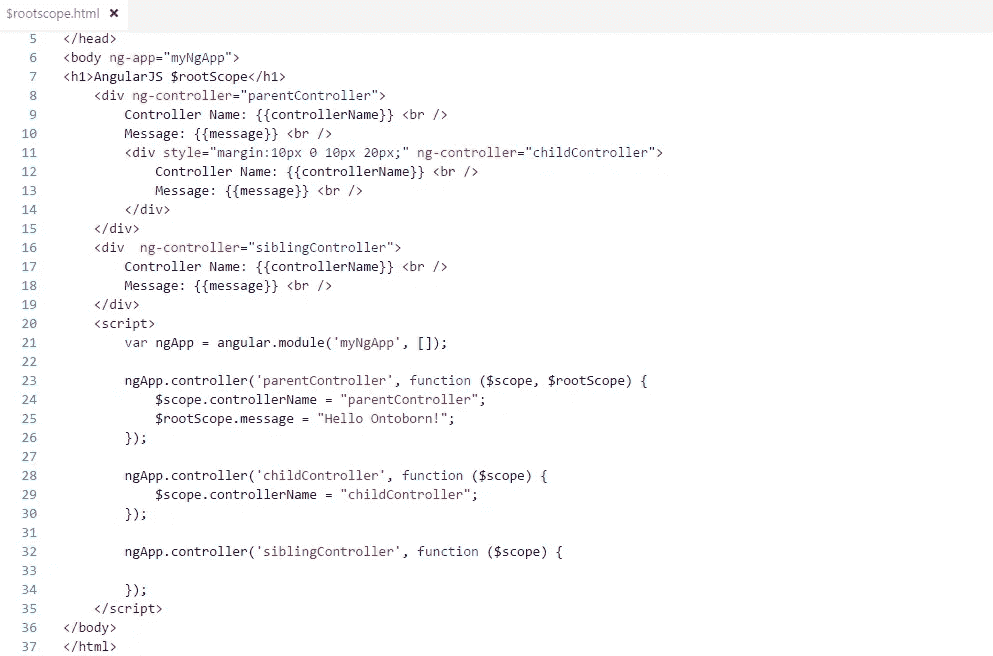 $rootscope.html ×
5 </head>
6 <body ng-app="myNgApp">
7 <h1>AngularJS $rootScope</h1>
8     <div ng-controller="parentController">
9         Controller Name: {{controllerName}} <br />
10         Message: {{message}} <br />
11         <div style="margin:10px 0 10px 20px;" ng-controller="childController">
12             Controller Name: {{controllerName}} <br />
13             Message: {{message}} <br />
14         </div>
15     </div>
16     <div  ng-controller="siblingController">
17         Controller Name: {{controllerName}} <br />
18         Message: {{message}} <br />
19     </div>
20     <script>
21         var ngApp = angular.module('myNgApp', []);
22
23         ngApp.controller('parentController', function ($scope, $rootScope) {
24             $scope.controllerName = "parentController";
25             $rootScope.message = "Hello Ontoborn!";
26         });
27
28         ngApp.controller('childController', function ($scope) {
29             $scope.controllerName = "childController";
30         });
31
32         ngApp.controller('siblingController', function ($scope) {
33
34         });
35     </script>
36 </body>
37 </html>